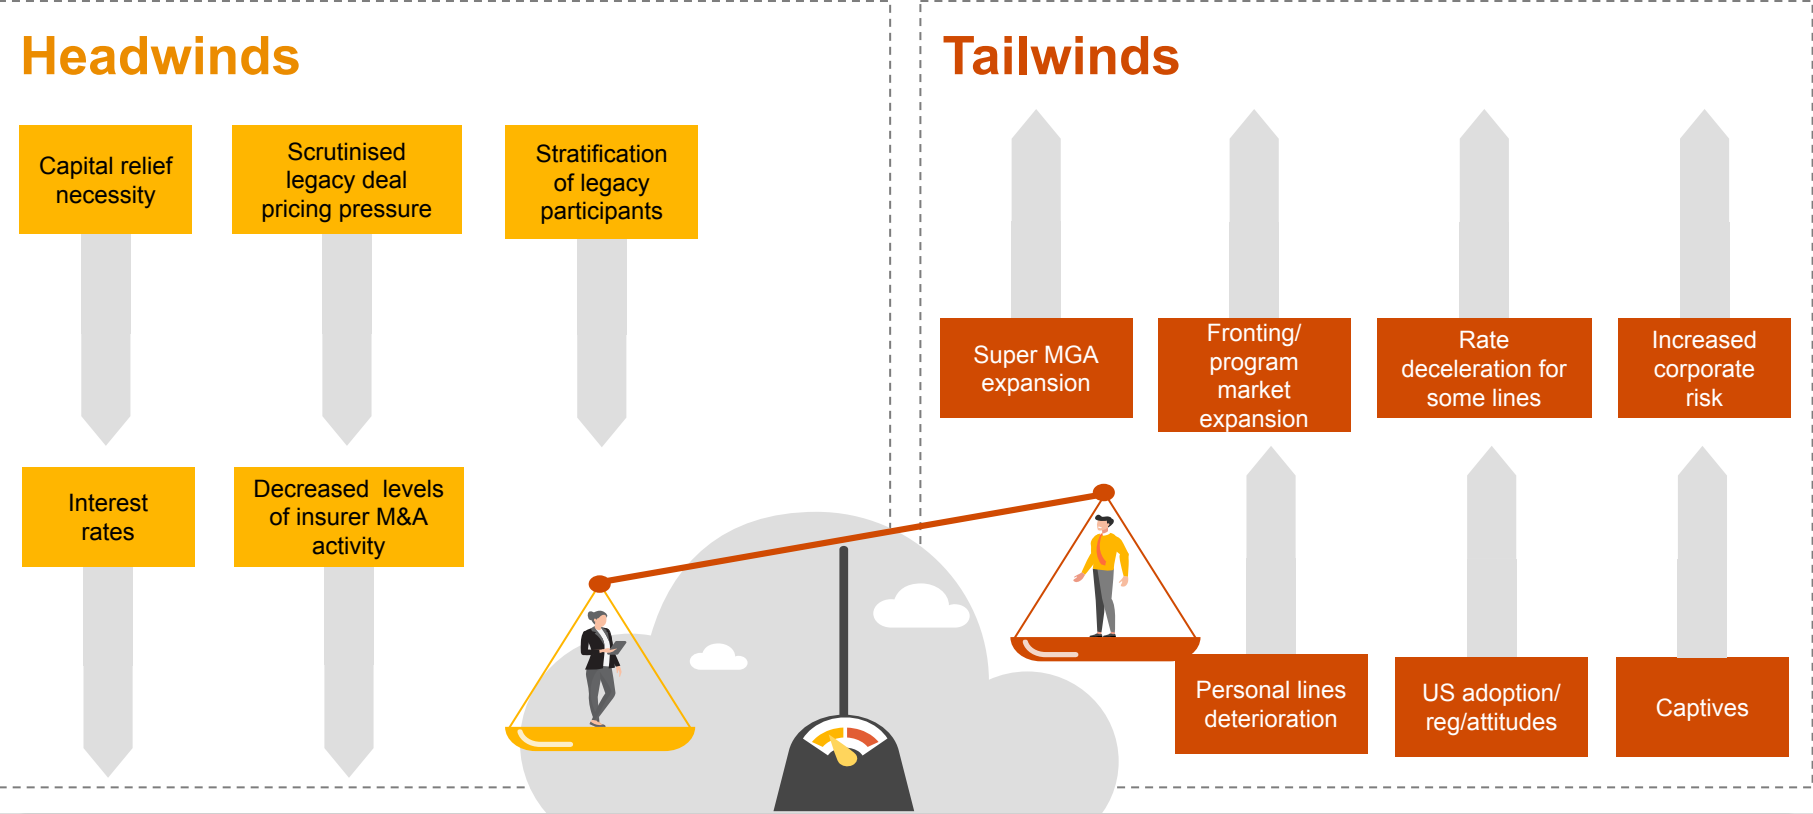 Headwinds
Capital relief
necessity
Scrutinised
legacy deal
pricing pressure
Stratification
of legacy
participants
Interest
rates
Decreased  levels
of insurer M&A
activity
Tailwinds
Super MGA
expansion
Fronting/
program
market
expansion
Rate
deceleration for
some lines
Increased
corporate
risk
Personal lines
deterioration
US adoption/
reg/attitudes
Captives